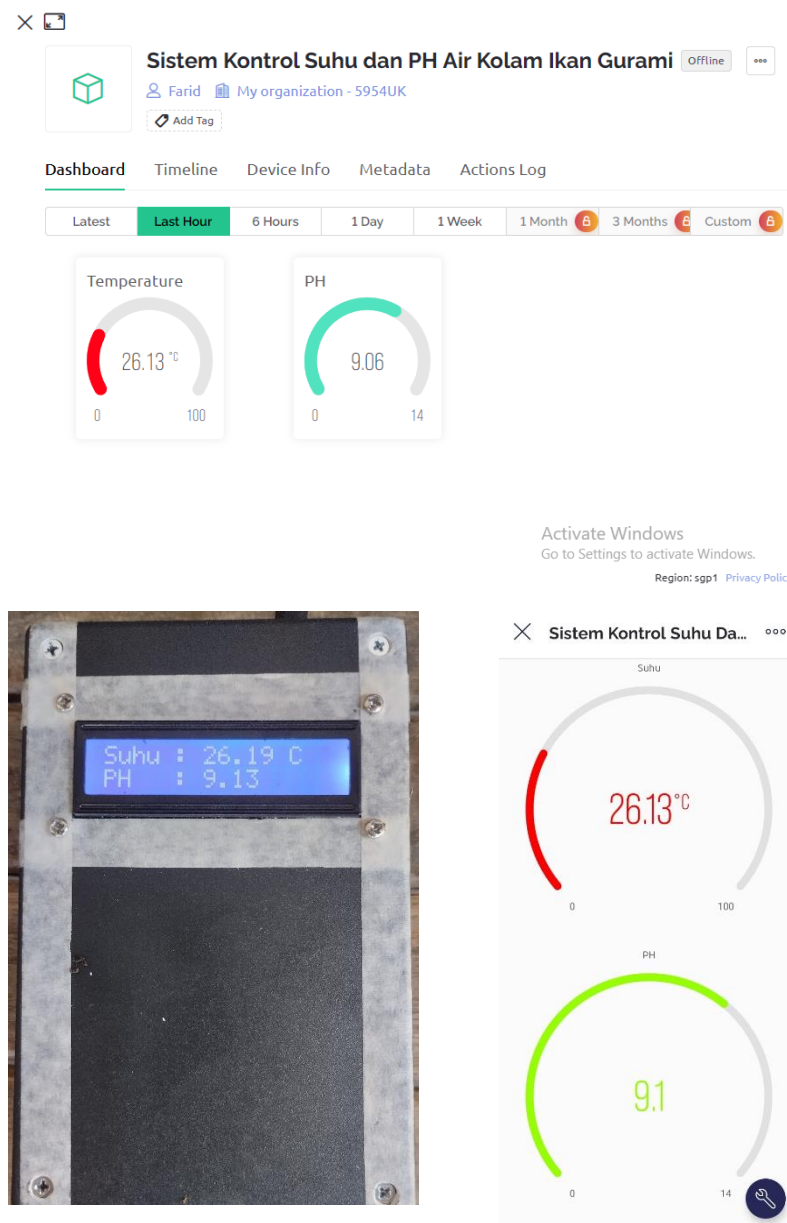 Sistem Kontrol Suhu dan PH Air Kolam Ikan Gurami Offline
Farid My organization - 5954UK
Add Tag
Dashboard Timeline Device Info Metadata Actions Log
Latest Last Hour 6 Hours 1 Day 1 Week 1 Month 3 Months Custom
Temperature
26.13 °C
0 100
PH
9.06
0 14
Activate Windows
Go to Settings to activate Windows.
Region: sgp1 Privacy Polic
Suhu : 26.19 C
PH : 9.13
Sistem Kontrol Suhu Da...
Suhu
26.13°C
0 100
PH
9.1
0 14